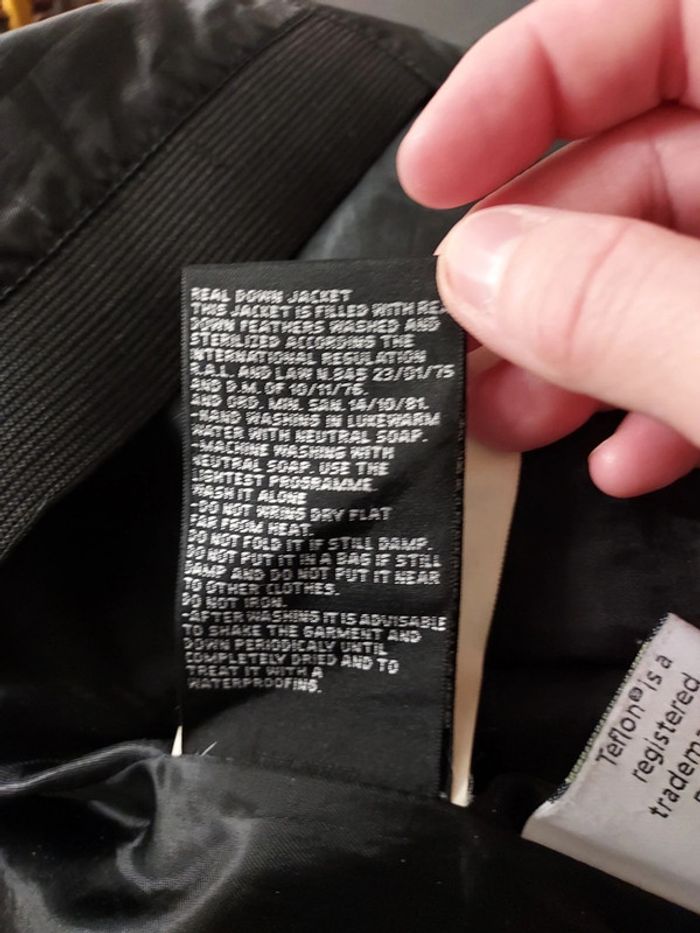 REAL DOWN JACKET
THIS JACKET IS FILLED WITH RE
DOWN FEATHERS WASHED AND
STERILIZED ACCORDING THE
INTERNATIONAL REGULATION
R.A.L. AND LAW N.BAB 23/01/75
AND D.M. OF 10/11/76.
AND ORD. MIN. SAN. 14/10/81.
-HAND WASHING IN LUKEWARM
WATER WITH NEUTRAL SOAP.
-MACHINE WASHING WITH
NEUTRAL SOAP. USE THE
LIGHTEST PROGRAMME.
WASH IT ALONE
-DO NOT WRING DRY FLAT
FAR FROM HEAT.
DO NOT FOLD IT IF STILL DAMP.
DO NOT PUT IT IN A BAG IF STILL
DAMP AND DO NOT PUT IT NEAR
TO OTHER CLOTHES.
DO NOT IRON.
-AFTER WASHING IT IS ADVISABLE
TO SHAKE THE GARMENT AND
DOWN PERIODICALY UNTIL
COMPLETELY DRIED AND TO
TREAT IT WITH A
WATERPROOFING.
Teflon® is a
registered
tradem